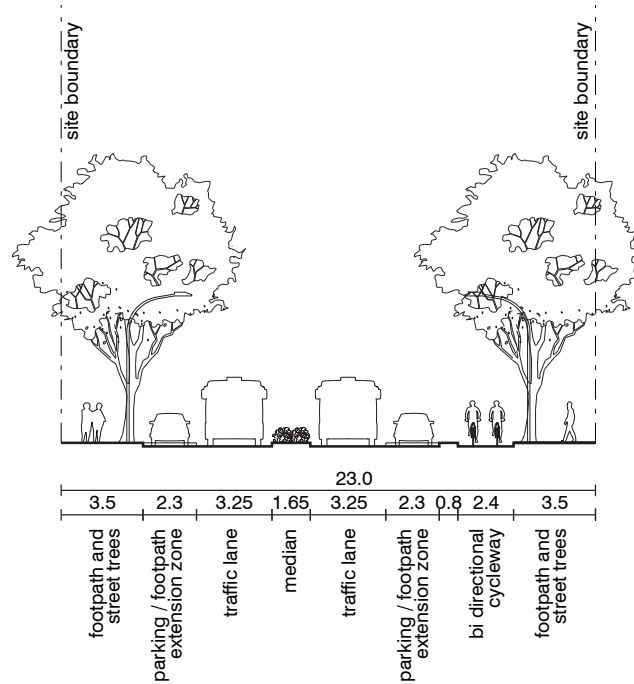 site boundary
site boundary
23.0
3.5 2.3 3.25 1.65 3.25 2.3 0.8 2.4 3.5
footpath and
street trees
parking / footpath
extension zone
traffic lane
median
traffic lane
parking / footpath
extension zone
bi directional
cycleway
footpath and
street trees